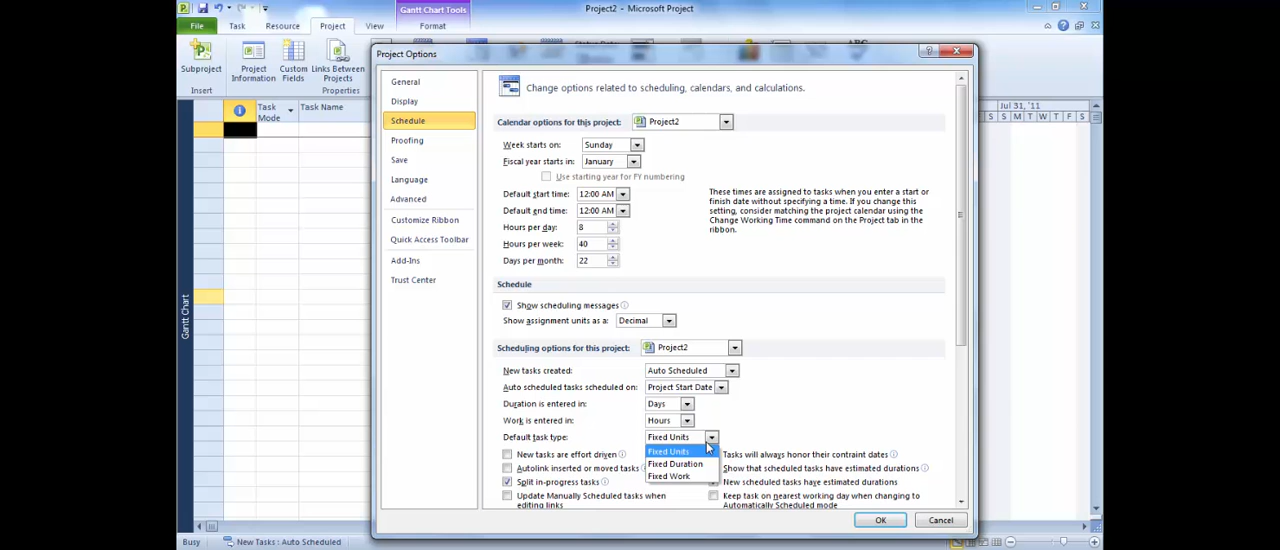 Gantt Chart Tools
Project2 - Microsoft Project
File
Task
Resource
Project
View
Format
Subproject
Project Information
Custom Fields
Links Between Projects
Insert
Properties
Project Options
General
Display
Schedule
Proofing
Save
Language
Advanced
Customize Ribbon
Quick Access Toolbar
Add-Ins
Trust Center
Change options related to scheduling, calendars, and calculations.
Calendar options for this project: Project2
Week starts on: Sunday
Fiscal year starts in: January
Use starting year for FY numbering
Default start time: 12:00 AM
Default end time: 12:00 AM
Hours per day: 8
Hours per week: 40
Days per month: 22
These times are assigned to tasks when you enter a start or
finish date without specifying a time. If you change this
setting, consider matching the project calendar using the
Change Working Time command on the Project tab in the
ribbon.
Schedule
Show scheduling messages
Show assignment units as a: Decimal
Scheduling options for this project: Project2
New tasks created: Auto Scheduled
Auto scheduled tasks scheduled on: Project Start Date
Duration is entered in: Days
Work is entered in: Hours
Default task type: Fixed Units
Fixed Units
Fixed Duration
Fixed Work
New tasks are effort driven
Autolink inserted or moved tasks
Split in-progress tasks
Update Manually Scheduled tasks when
editing links
Tasks will always honor their contraint dates
Show that scheduled tasks have estimated durations
New scheduled tasks have estimated durations
Keep task on nearest working day when changing to
Automatically Scheduled mode
OK
Cancel
Task Mode
Task Name
Jul 31, '11
S S M T W T F S
Gantt Chart
Busy
New Tasks : Auto Scheduled